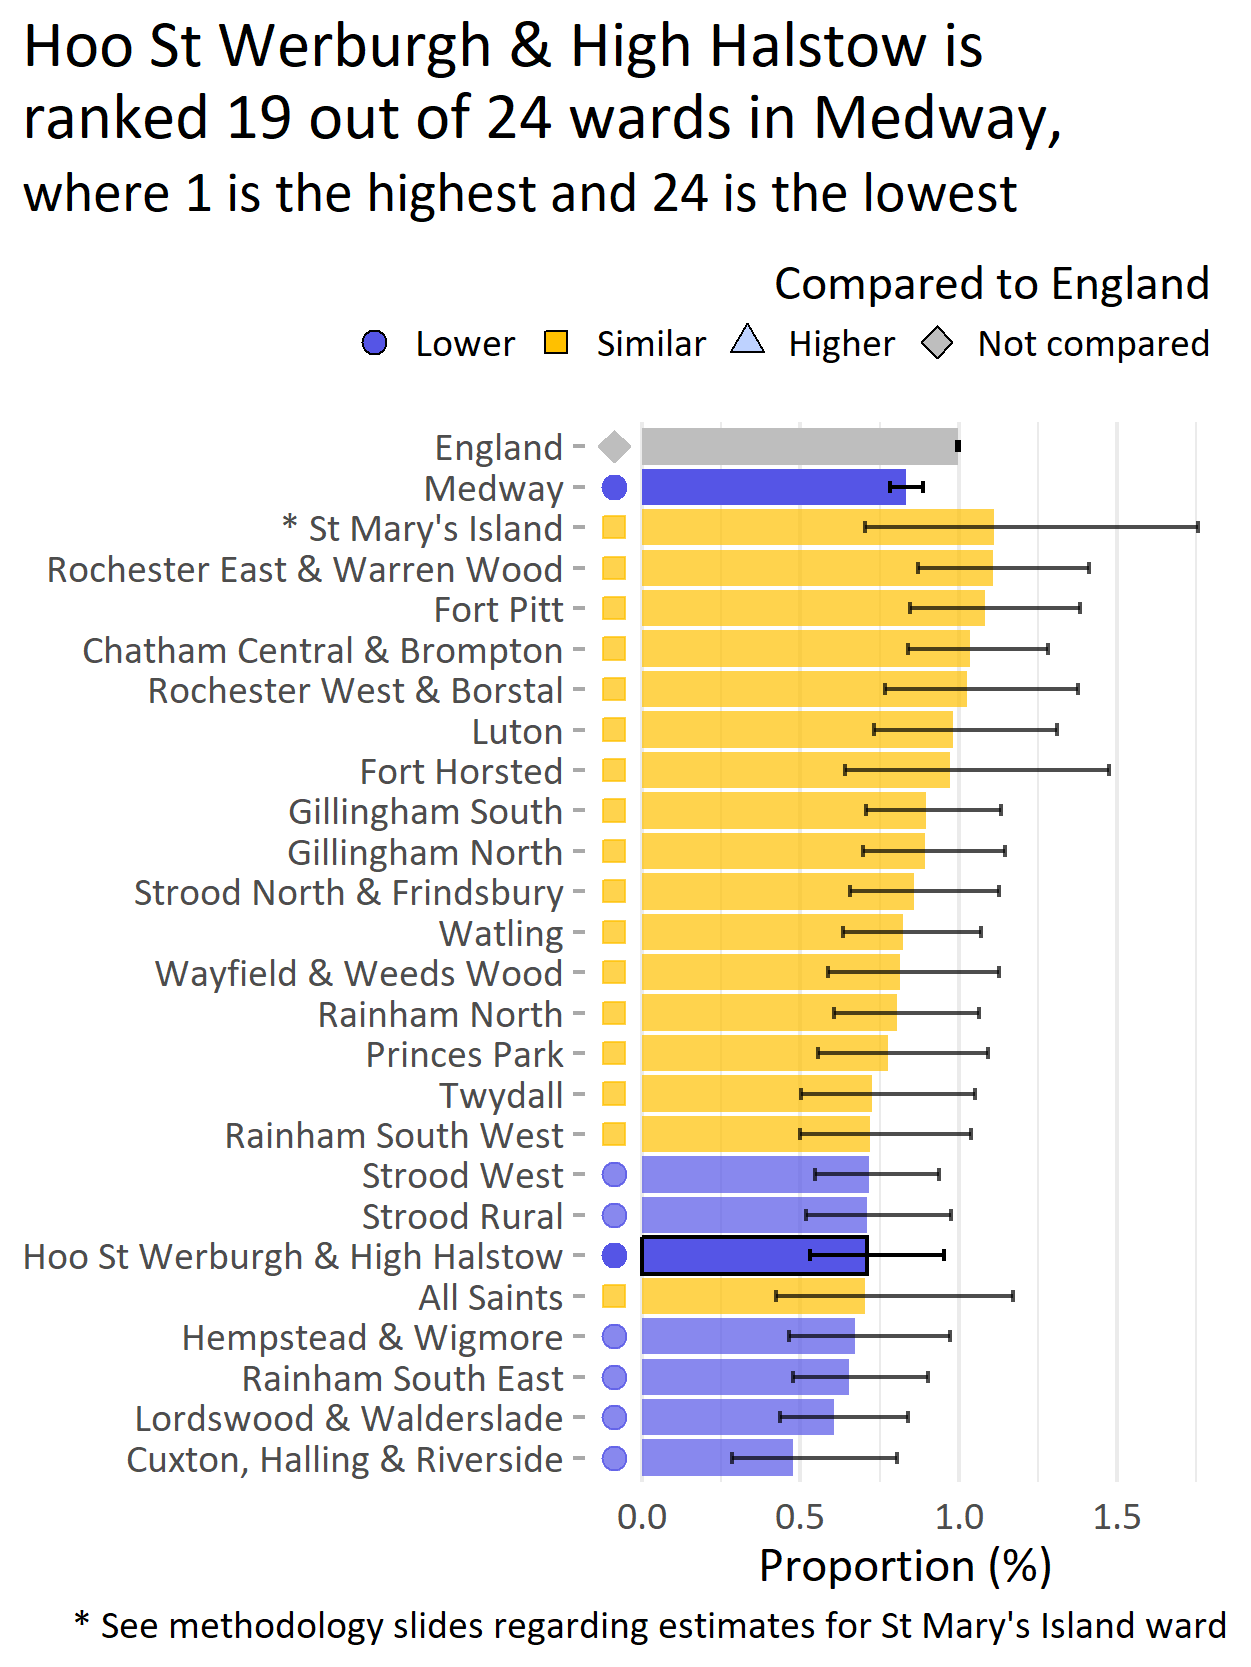 Hoo St Werburgh & High Halstow is
ranked 19 out of 24 wards in Medway,
where 1 is the highest and 24 is the lowest
Compared to England
Lower Similar Higher Not compared
England
Medway
* St Mary's Island
Rochester East & Warren Wood
Fort Pitt
Chatham Central & Brompton
Rochester West & Borstal
Luton
Fort Horsted
Gillingham South
Gillingham North
Strood North & Frindsbury
Watling
Wayfield & Weeds Wood
Rainham North
Princes Park
Twydall
Rainham South West
Strood West
Strood Rural
Hoo St Werburgh & High Halstow
All Saints
Hempstead & Wigmore
Rainham South East
Lordswood & Walderslade
Cuxton, Halling & Riverside
0.0 0.5 1.0 1.5
Proportion (%)
* See methodology slides regarding estimates for St Mary's Island ward